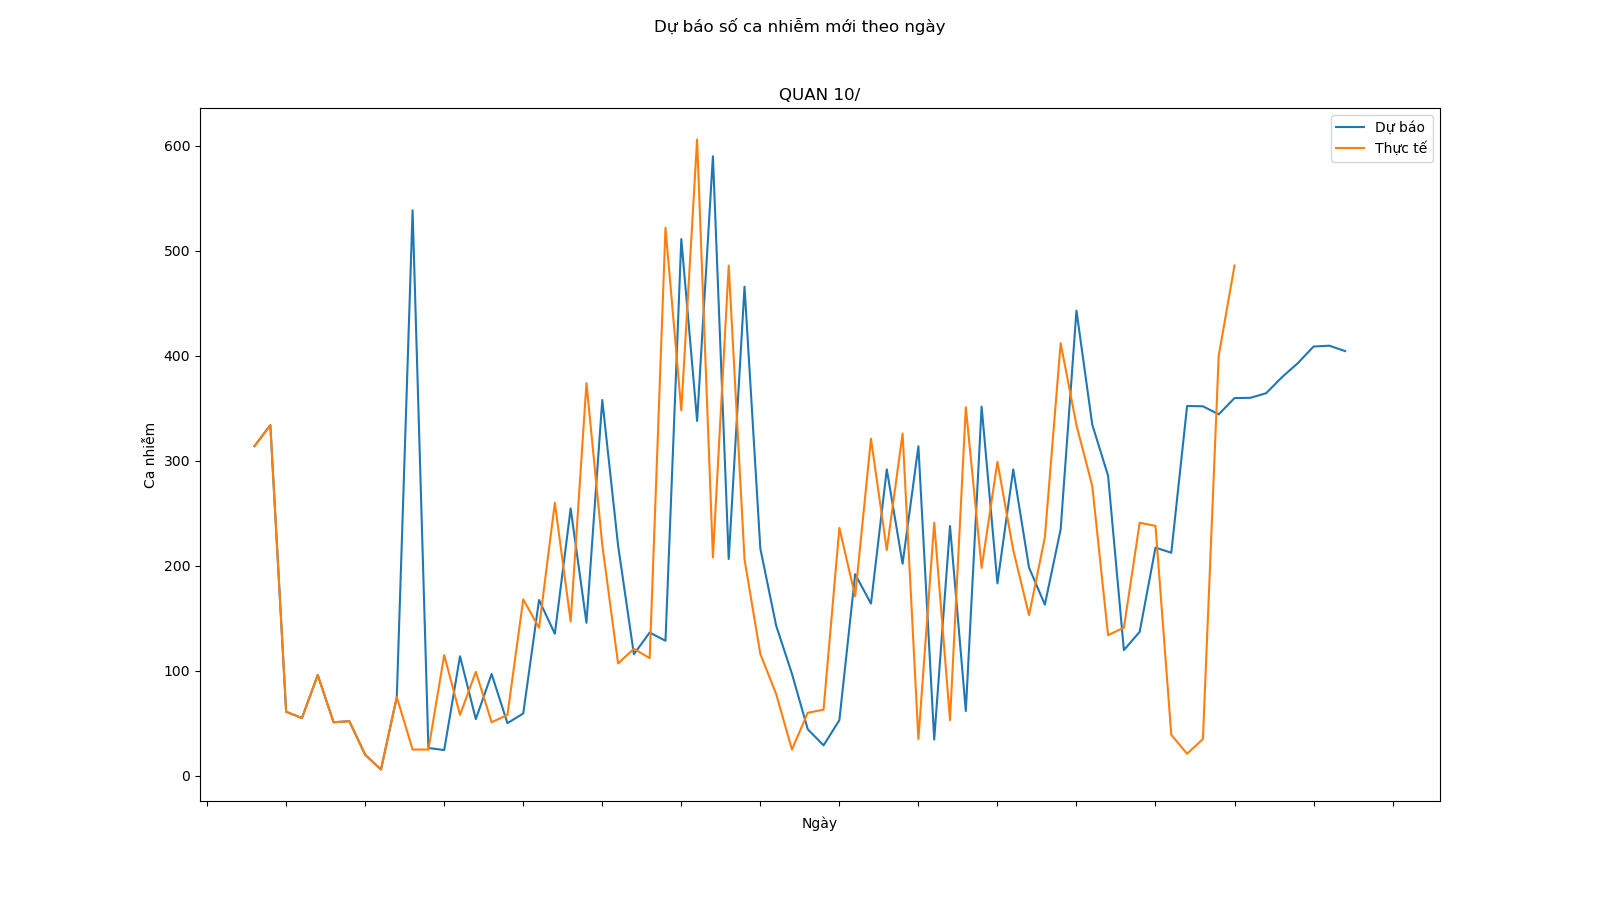 Dự báo số ca nhiễm mới theo ngày
QUAN 10/
Dự báo
Thực tế
600
500
400
300
200
100
0
Ca nhiễm
Ngày